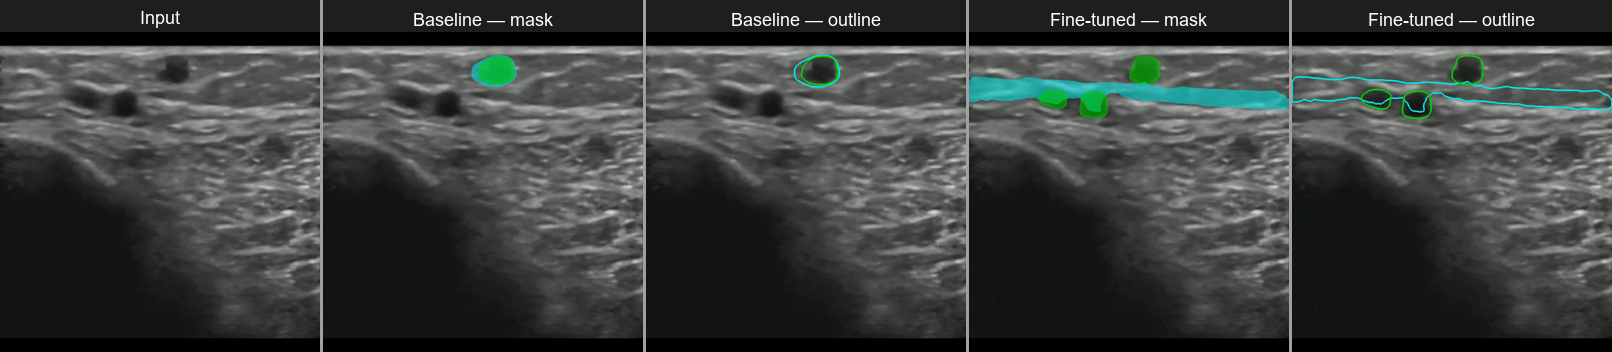 Input
Baseline — mask
Baseline — outline
Fine-tuned — mask
Fine-tuned — outline